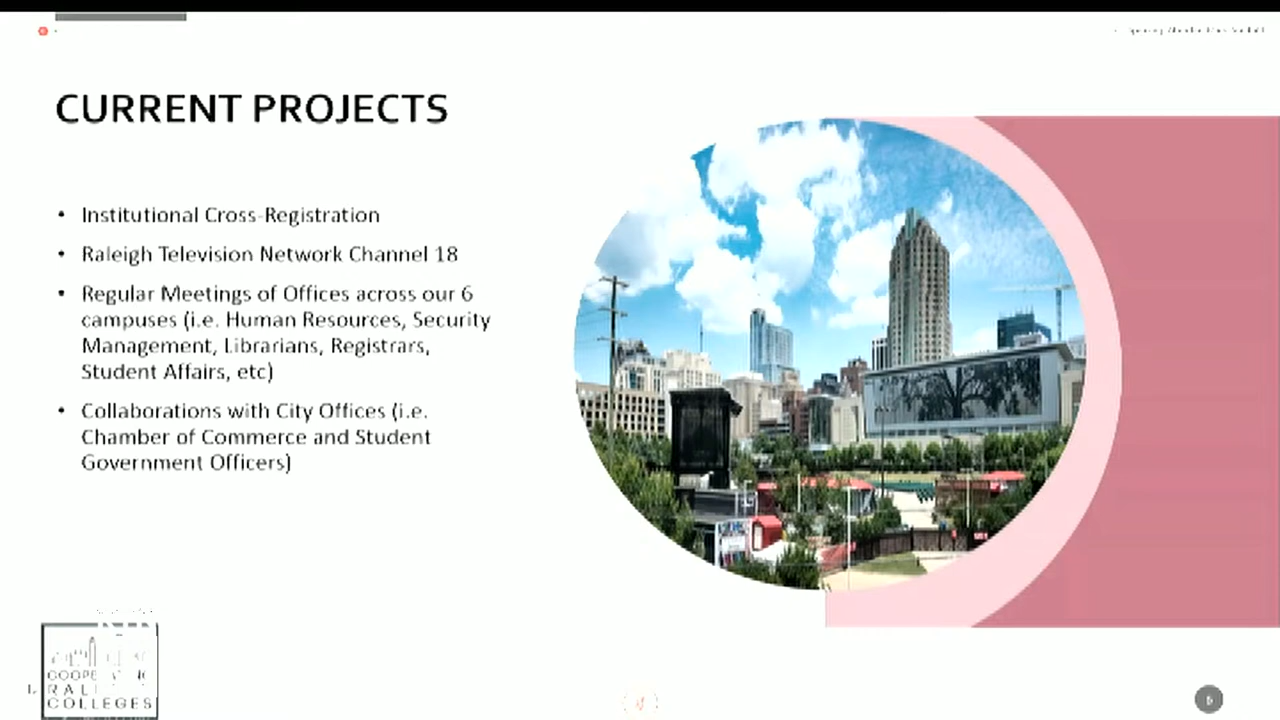 CURRENT PROJECTS
• Institutional Cross-Registration
• Raleigh Television Network Channel 18
• Regular Meetings of Offices across our 6
campuses (i.e. Human Resources, Security
Management, Librarians, Registrars,
Student Affairs, etc)
• Collaborations with City Offices (i.e.
Chamber of Commerce and Student
Government Officers)
COLLEGES
6